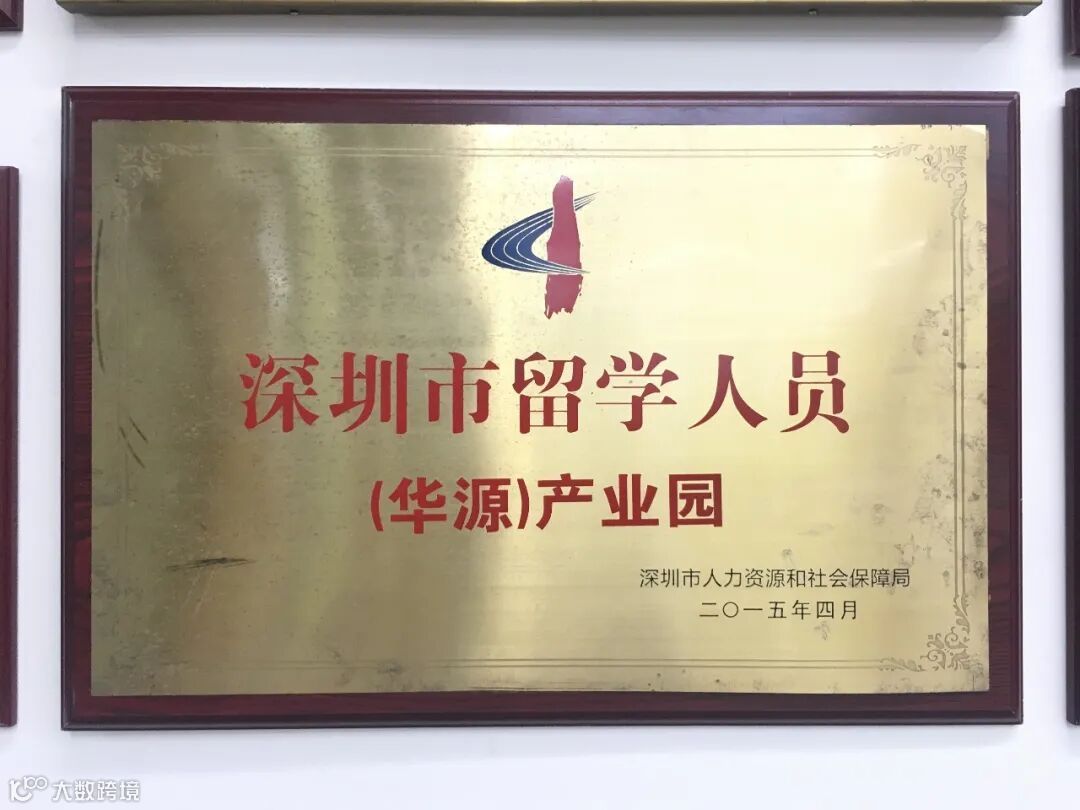 深圳市留学人员
(华源)产业园
深圳市人力资源和社会保障局
二〇一五年四月
大数跨境